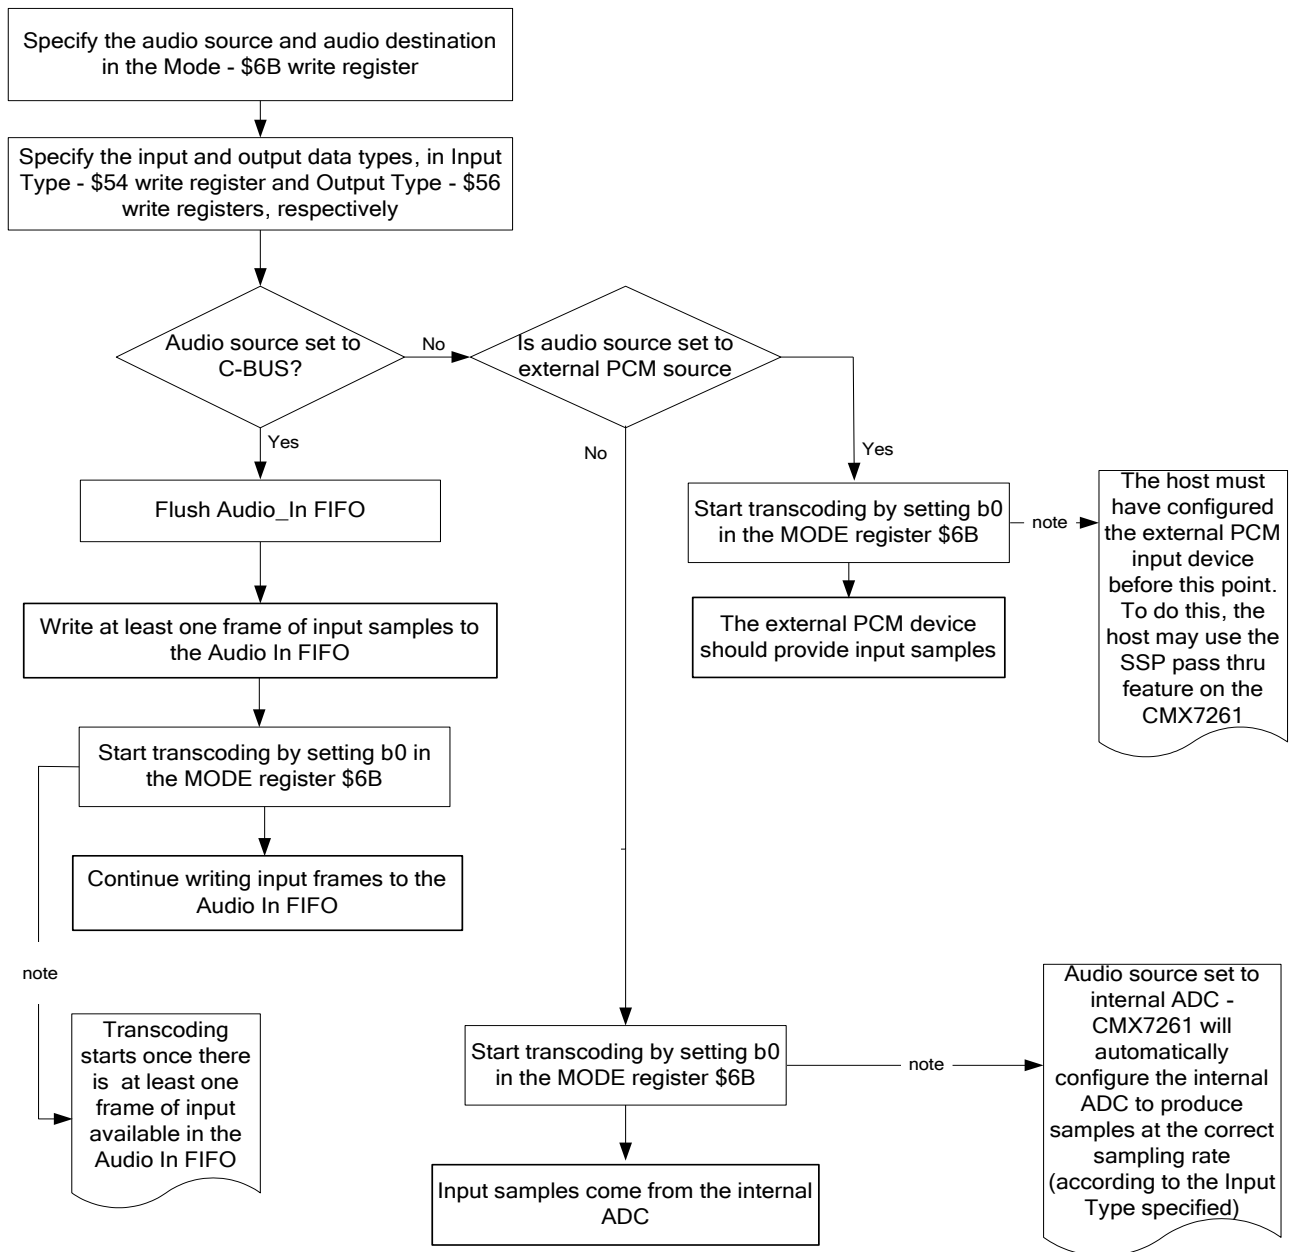 Specify the audio source and audio destination
in the Mode - $6B write register
Specify the input and output data types, in Input
Type - $54 write register and Output Type - $56
write registers, respectively
Audio source set to
C-BUS?
No
Is audio source set to
external PCM source
Yes
No
Yes
Flush Audio_In FIFO
Write at least one frame of input samples to
the Audio In FIFO
Start transcoding by setting b0 in
the MODE register $6B
Continue writing input frames to the
Audio In FIFO
note
Transcoding
starts once there
is at least one
frame of input
available in the
Audio In FIFO
Start transcoding by setting b0
in the MODE register $6B
note
The host must
have configured
the external PCM
input device
before this point.
To do this, the
host may use the
SSP pass thru
feature on the
CMX7261
The external PCM device
should provide input samples
Start transcoding by setting b0
in the MODE register $6B
note
Audio source set to
internal ADC -
CMX7261 will
automatically
configure the internal
ADC to produce
samples at the correct
sampling rate
(according to the Input
Type specified)
Input samples come from the internal
ADC